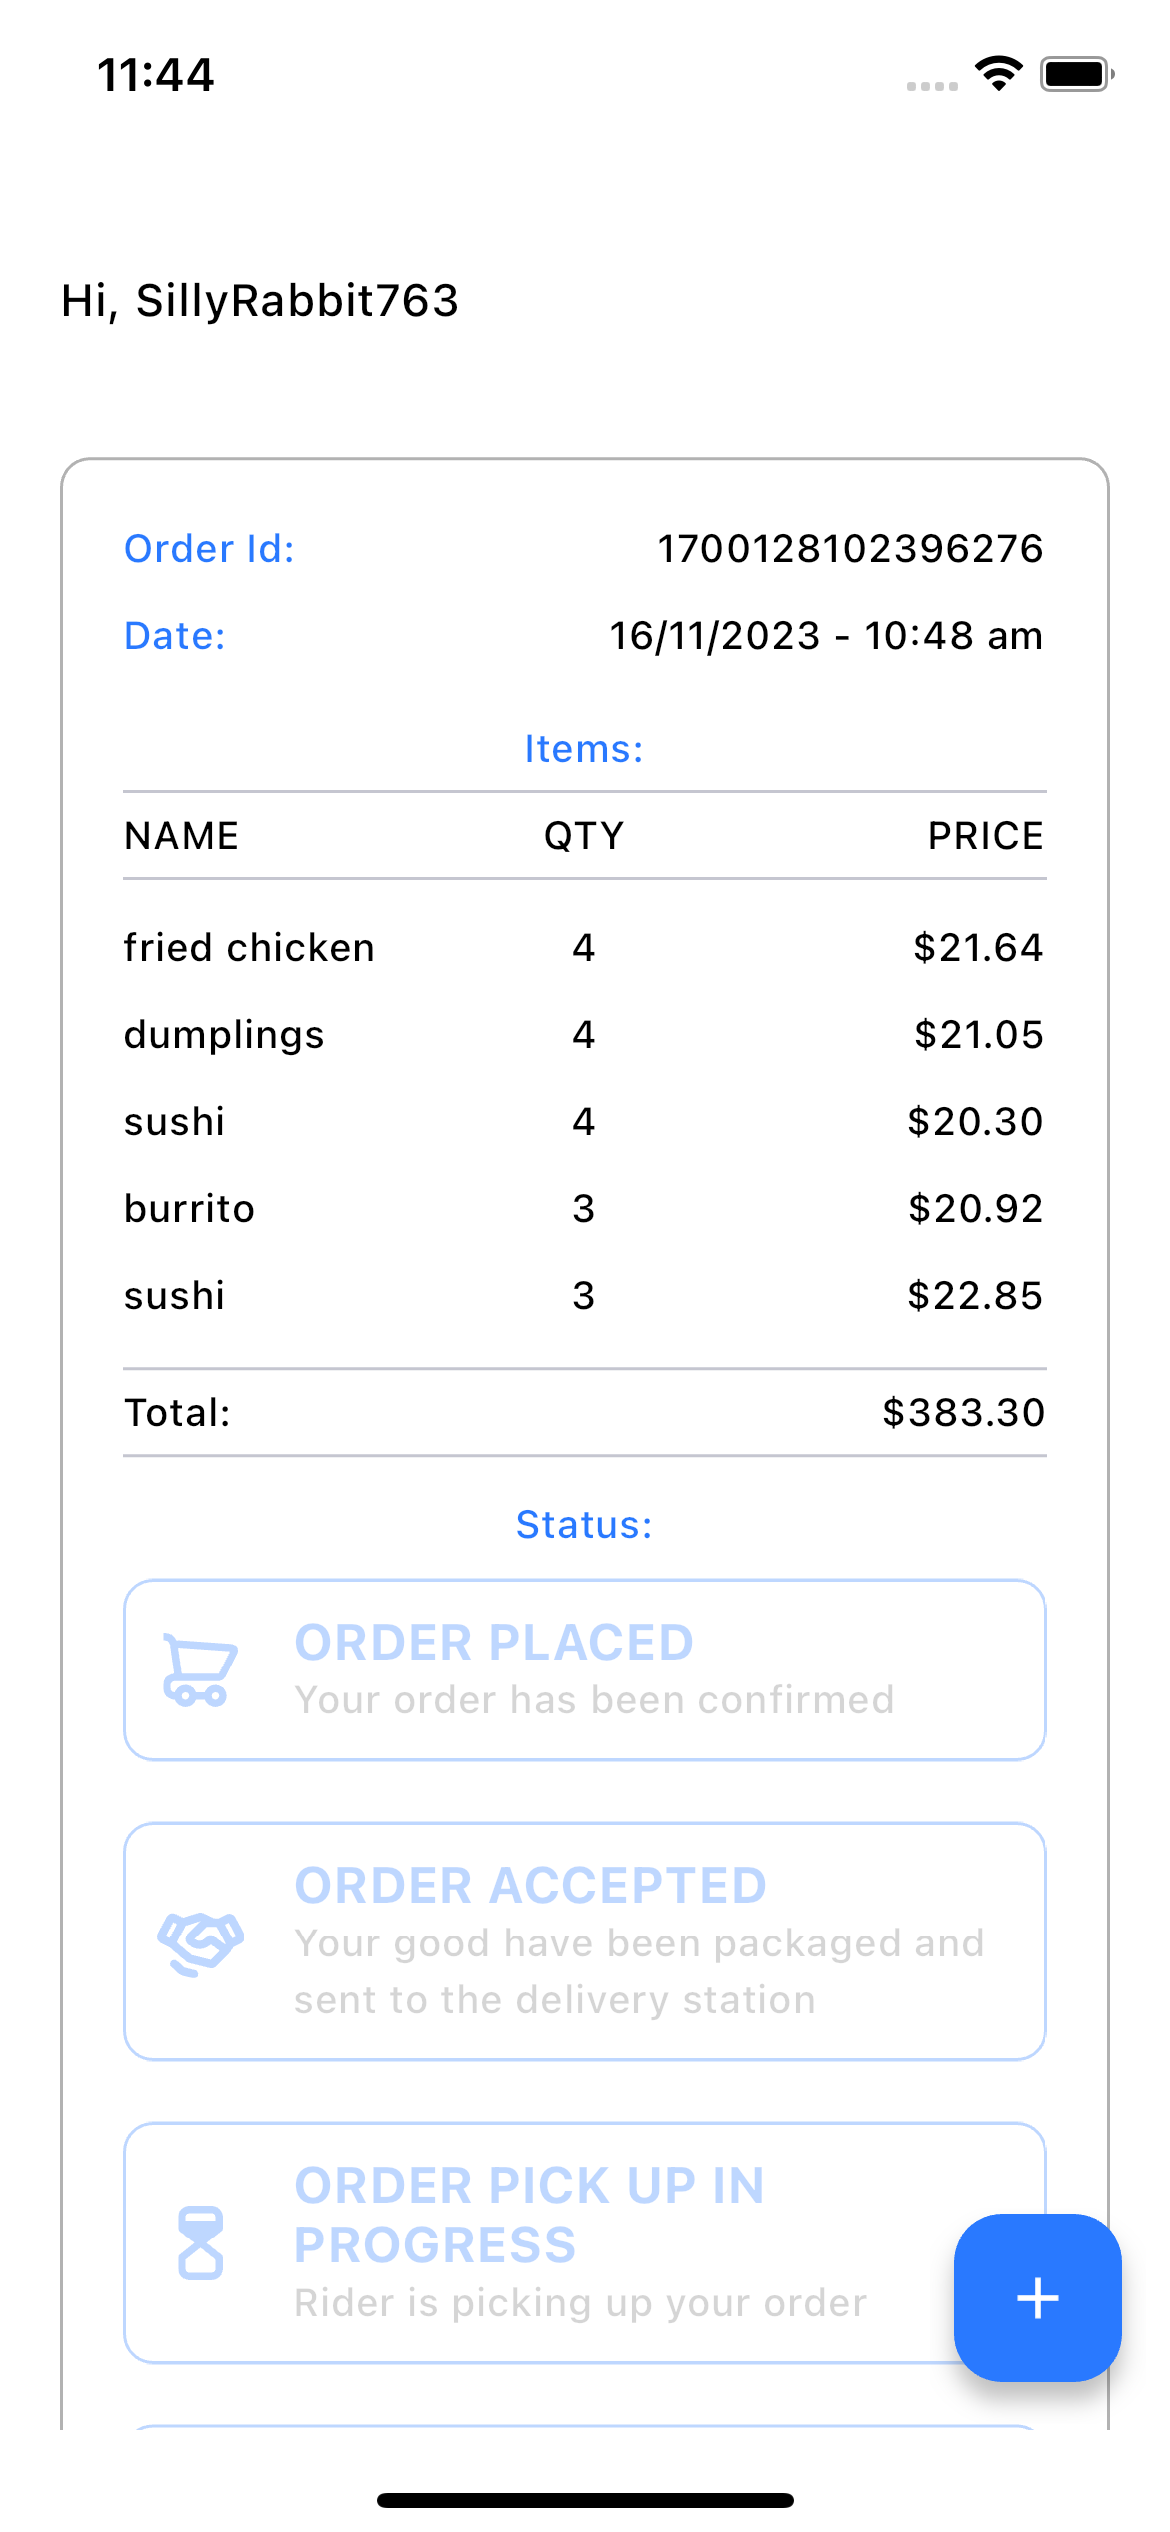 11:44
Hi, SillyRabbit763
Order Id: 1700128102396276
Date: 16/11/2023 - 10:48 am
Items:
NAME QTY PRICE
fried chicken 4 $21.64
dumplings 4 $21.05
sushi 4 $20.30
burrito 3 $20.92
sushi 3 $22.85
Total: $383.30
Status:
ORDER PLACED
Your order has been confirmed
ORDER ACCEPTED
Your good have been packaged and
sent to the delivery station
ORDER PICK UP IN
PROGRESS
Rider is picking up your order